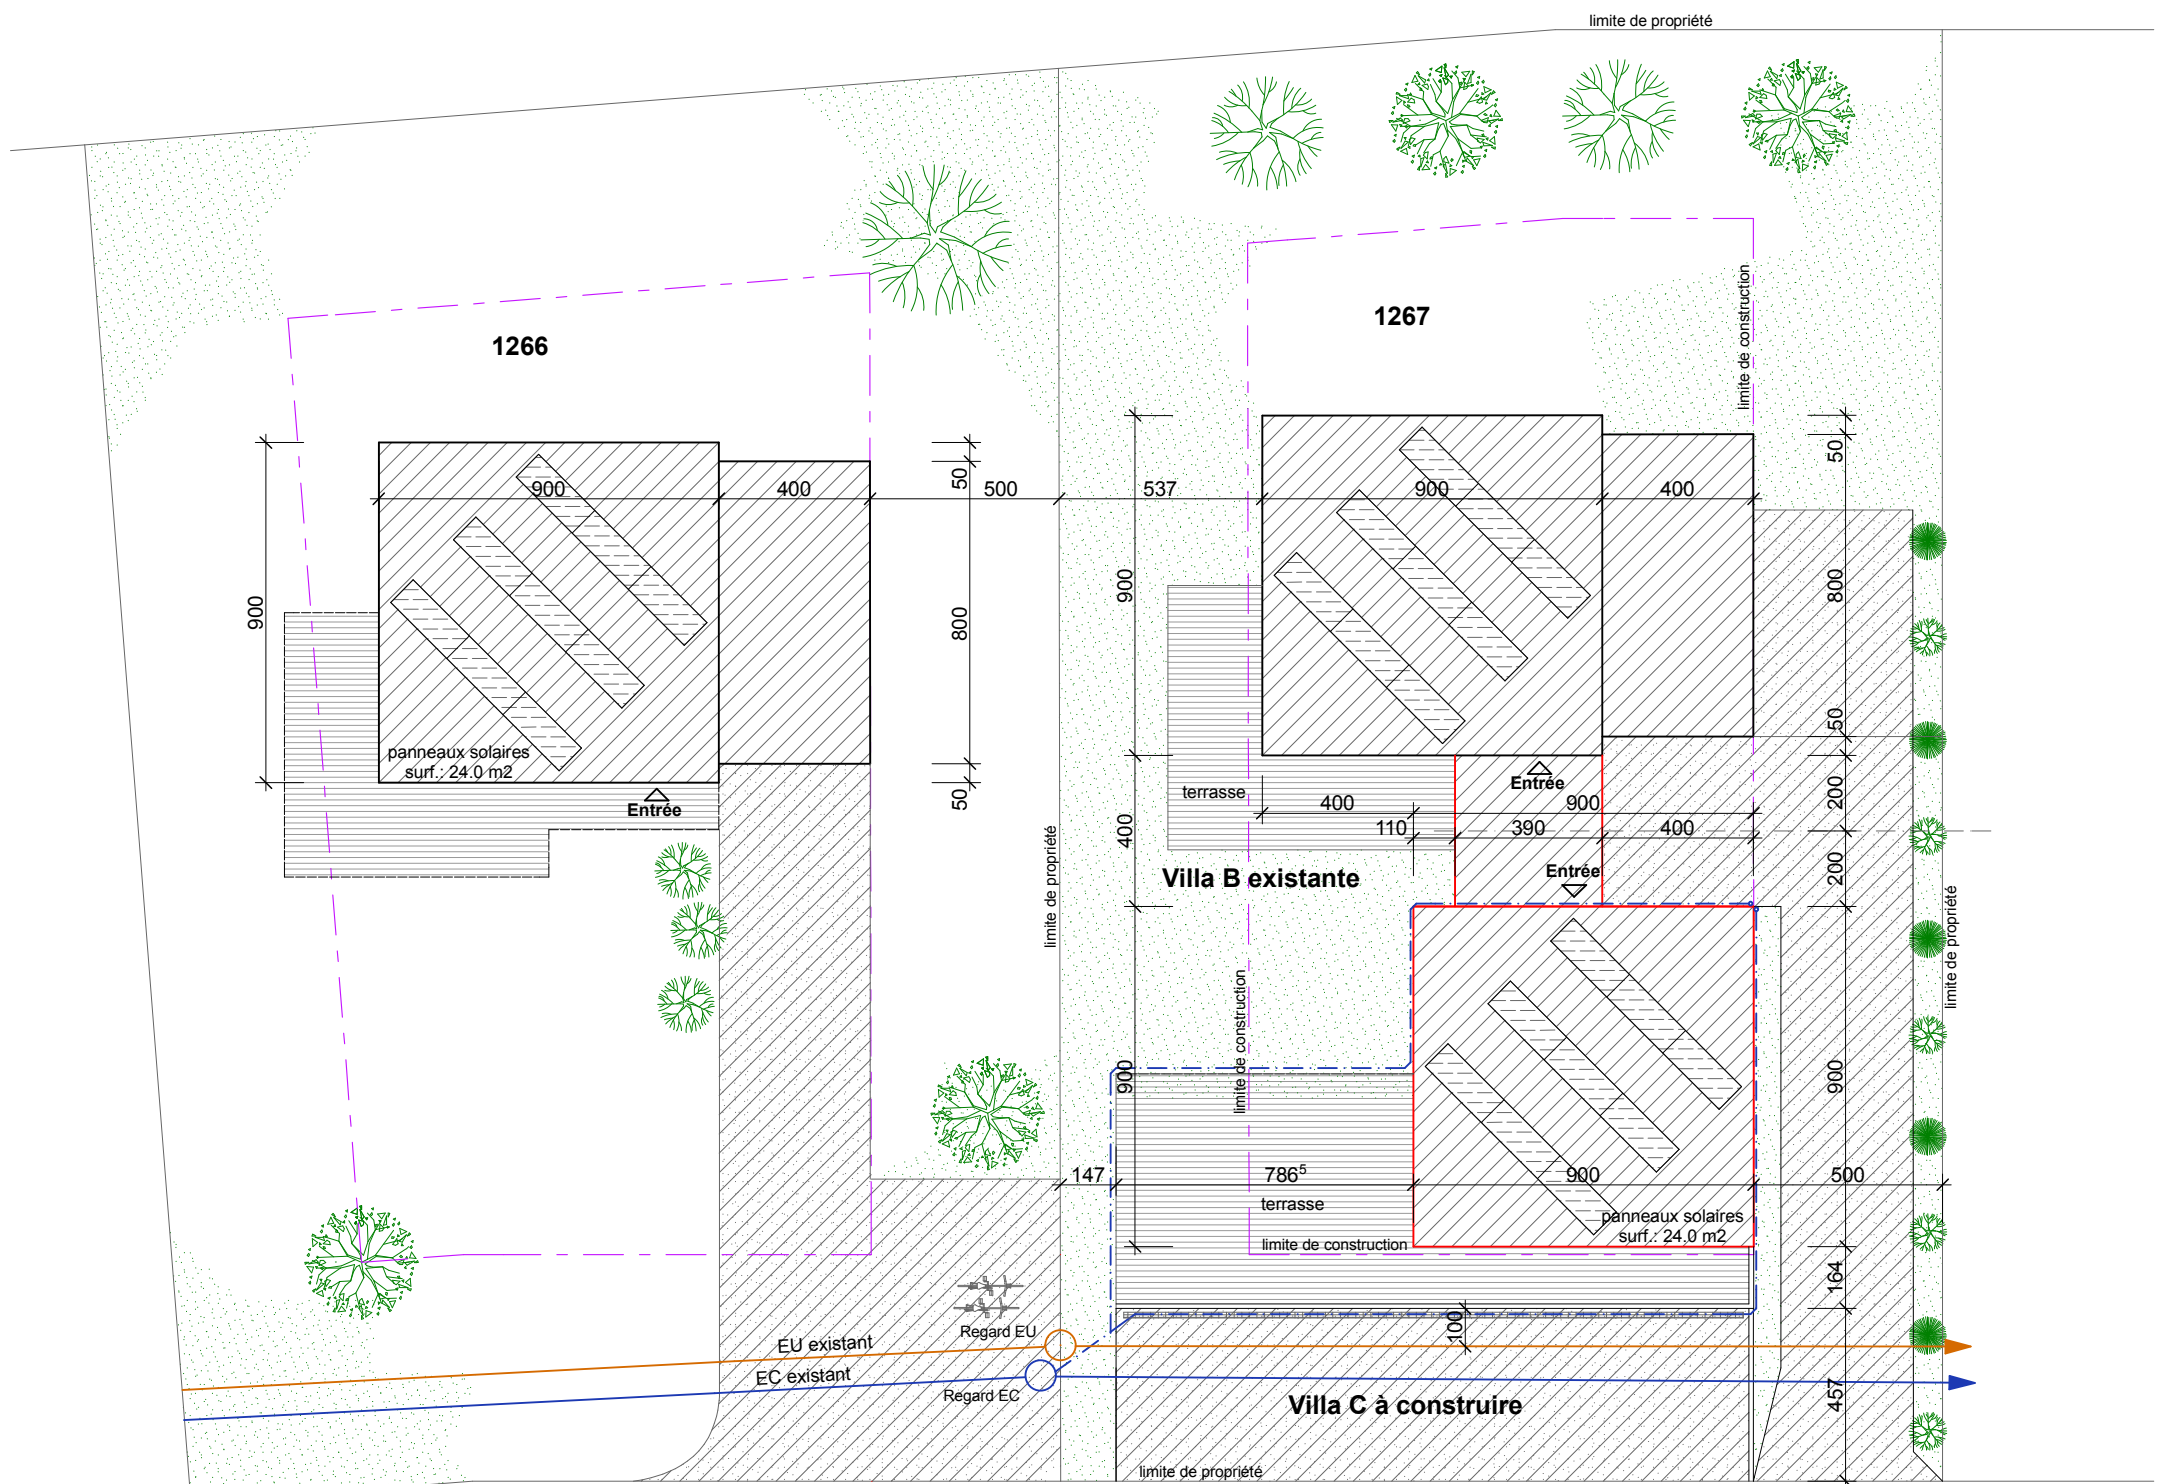 limite de propriété
1267
limite de construction
1266
50
50
900
400
500
537
900
400
900
800
900
800
50
panneaux solaires
surf.: 24.0 m2
Entrée
50
Entrée
terrasse
400
900
200
110
390
400
400
limite de propriété
Villa B existante
Entrée
200
limite de propriété
limite de construction
900
900
147
786⁵
900
500
terrasse
panneaux solaires
surf.: 24.0 m2
limite de construction
164
100
Regard EU
EU existant
EC existant
Regard EC
Villa C à construire
457
limite de propriété